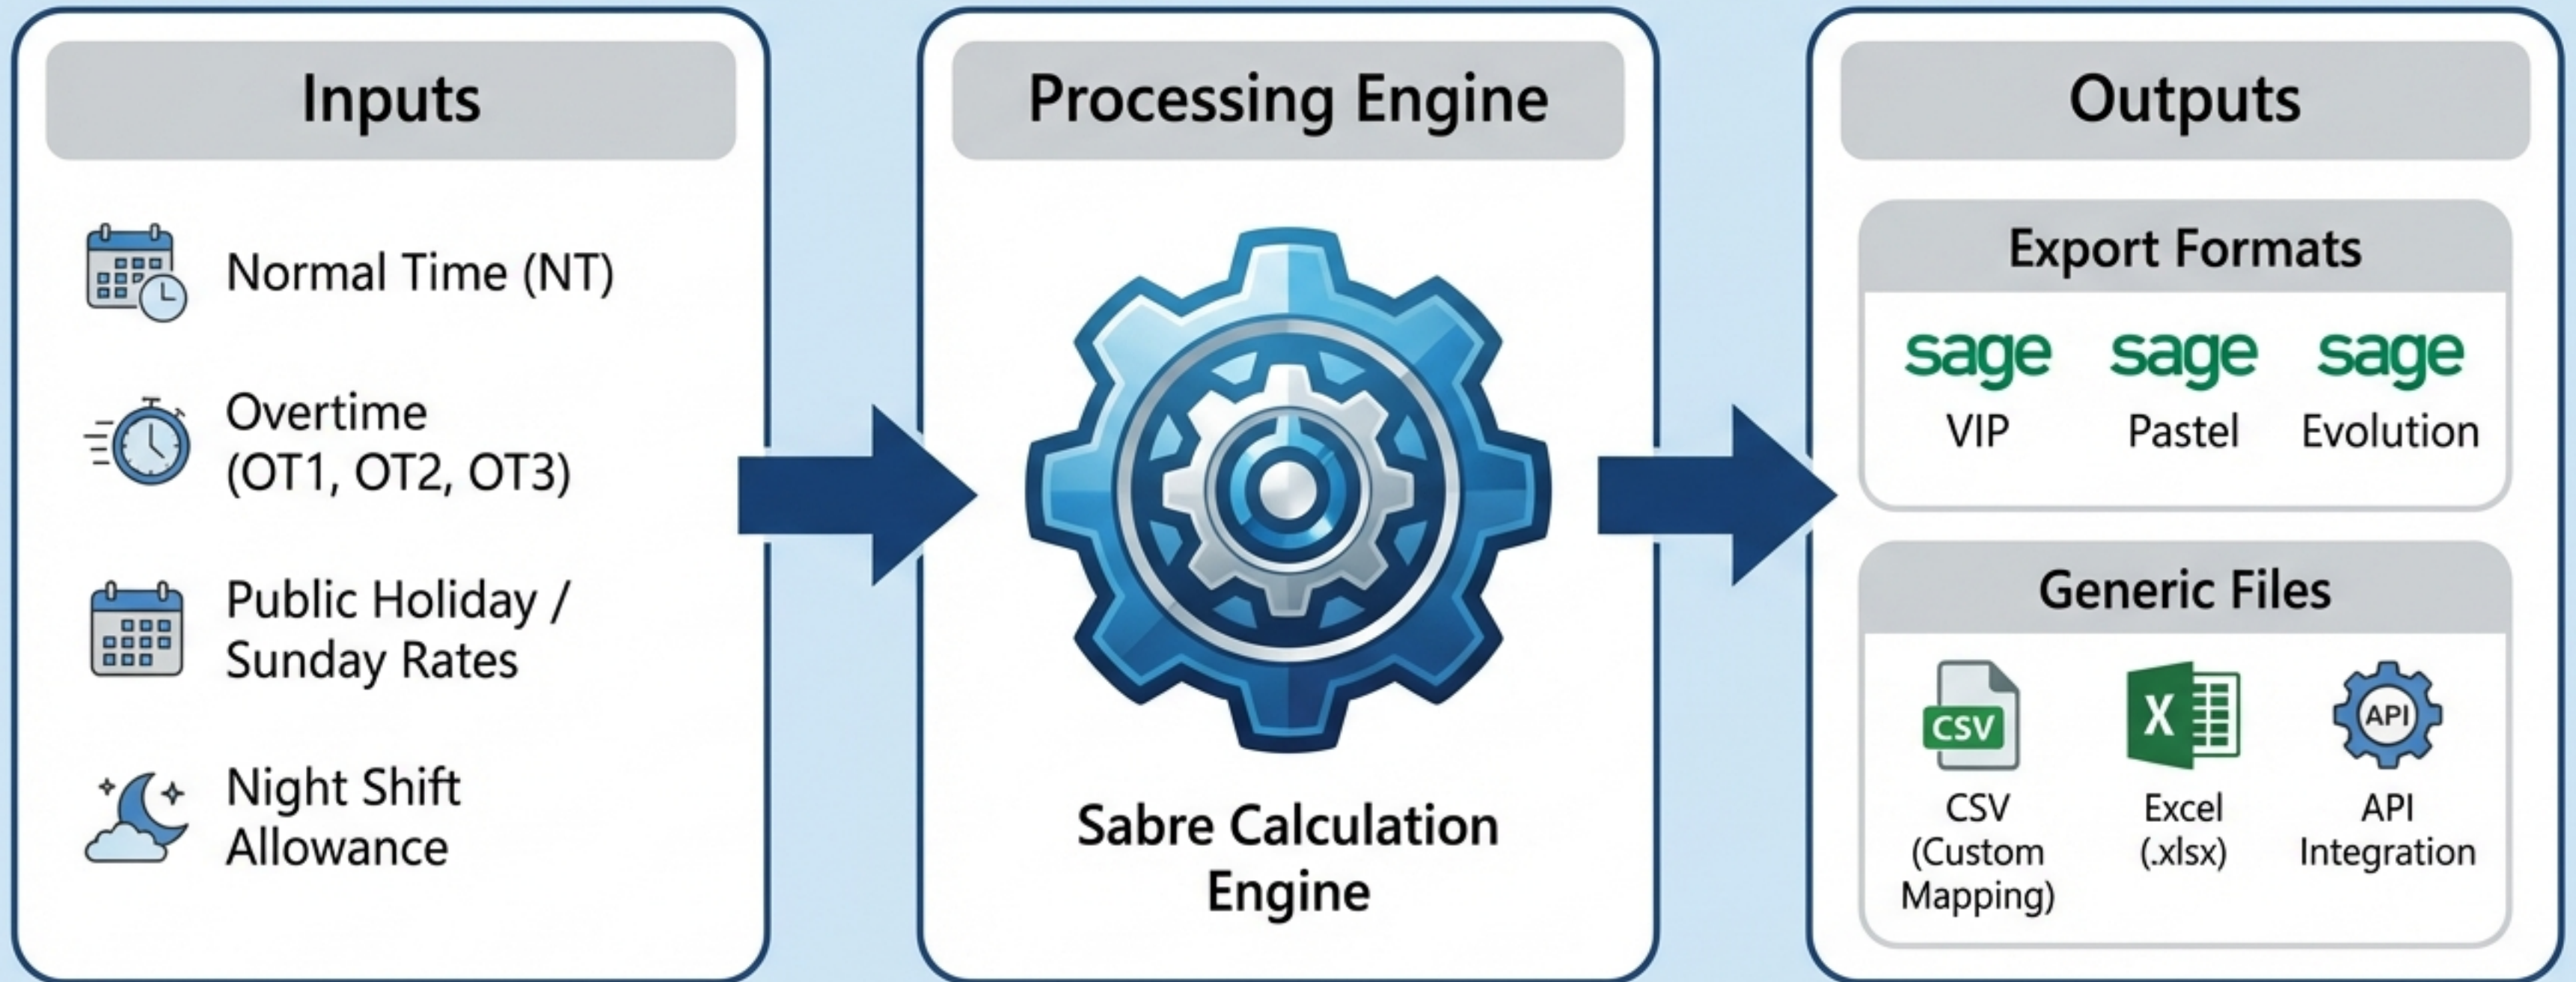 Inputs
Normal Time (NT)
Overtime
(OT1, OT2, OT3)
Public Holiday /
Sunday Rates
Night Shift
Allowance
Processing Engine
Sabre Calculation
Engine
Outputs
Export Formats
sage
VIP
sage
Pastel
sage
Evolution
Generic Files
CSV
CSV
(Custom
Mapping)
X
Excel
(.xlsx)
API
API
Integration